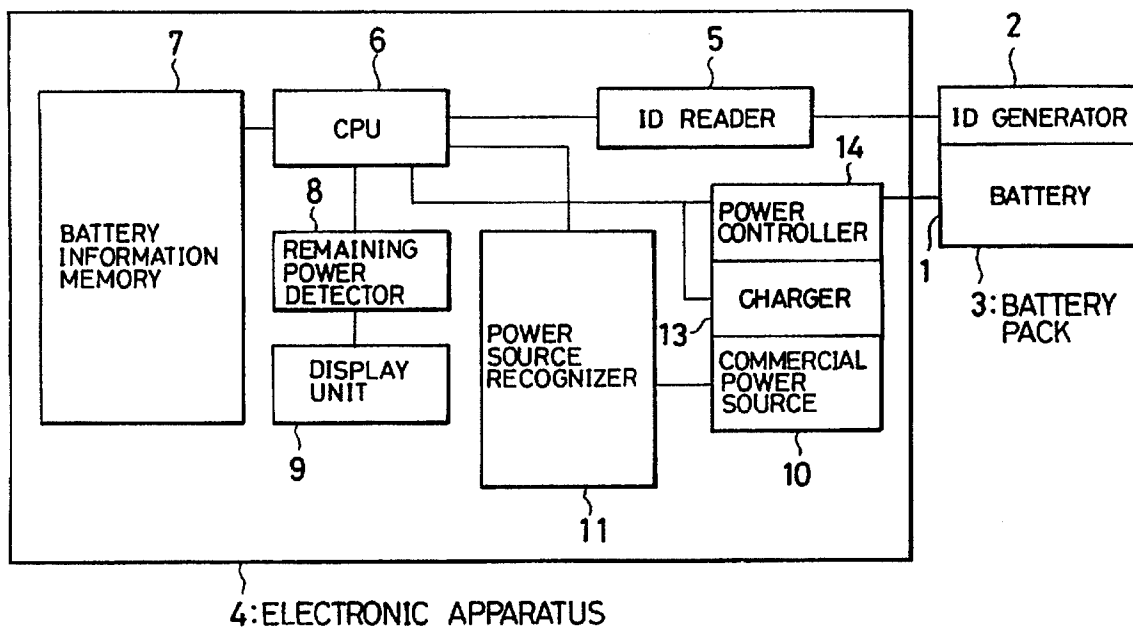 7
6
5
2
CPU
ID READER
ID GENERATOR
14
BATTERY
8
POWER
CONTROLLER
BATTERY
INFORMATION
MEMORY
REMAINING
POWER
DETECTOR
1
CHARGER
3:BATTERY
PACK
13
POWER
SOURCE
RECOGNIZER
DISPLAY
UNIT
COMMERCIAL
POWER
SOURCE
9
10
11
4:ELECTRONIC APPARATUS